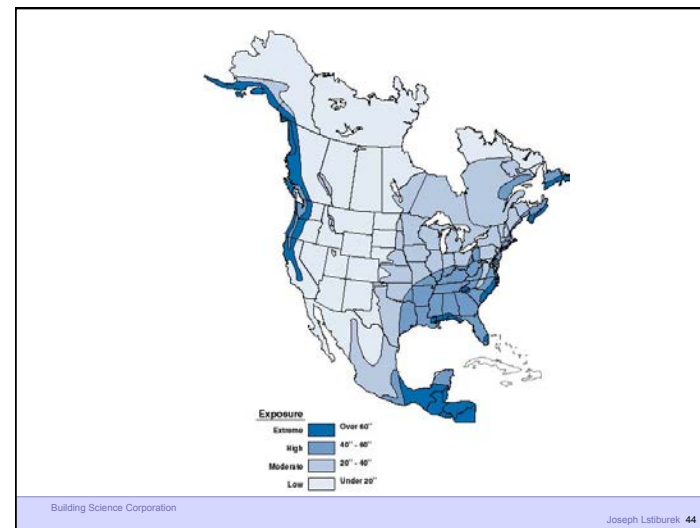 Exposure
Extreme Over 60"
High 40" - 60"
Moderate 20" - 40"
Low Under 20"
Building Science Corporation
Joseph Lstiburek 44